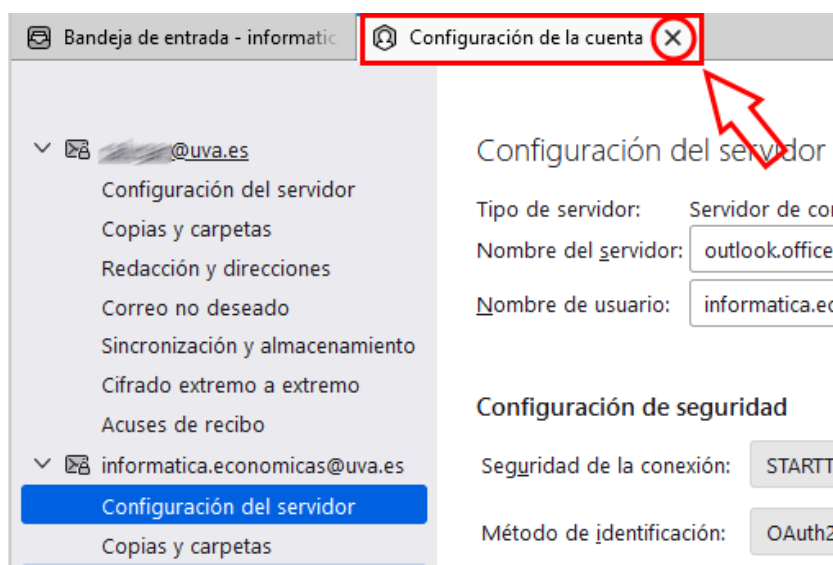 Bandeja de entrada - informatic
Configuración de la cuenta
@uva.es
Configuración del servidor
Copias y carpetas
Redacción y direcciones
Correo no deseado
Sincronización y almacenamiento
Cifrado extremo a extremo
Acuses de recibo
informatica.economicas@uva.es
Configuración del servidor
Copias y carpetas
Configuración del servidor
Tipo de servidor: Servidor de cor
Nombre del servidor: outlook.office
Nombre de usuario: informatica.ec
Configuración de seguridad
Seguridad de la conexión: STARTT
Método de identificación: OAuth2